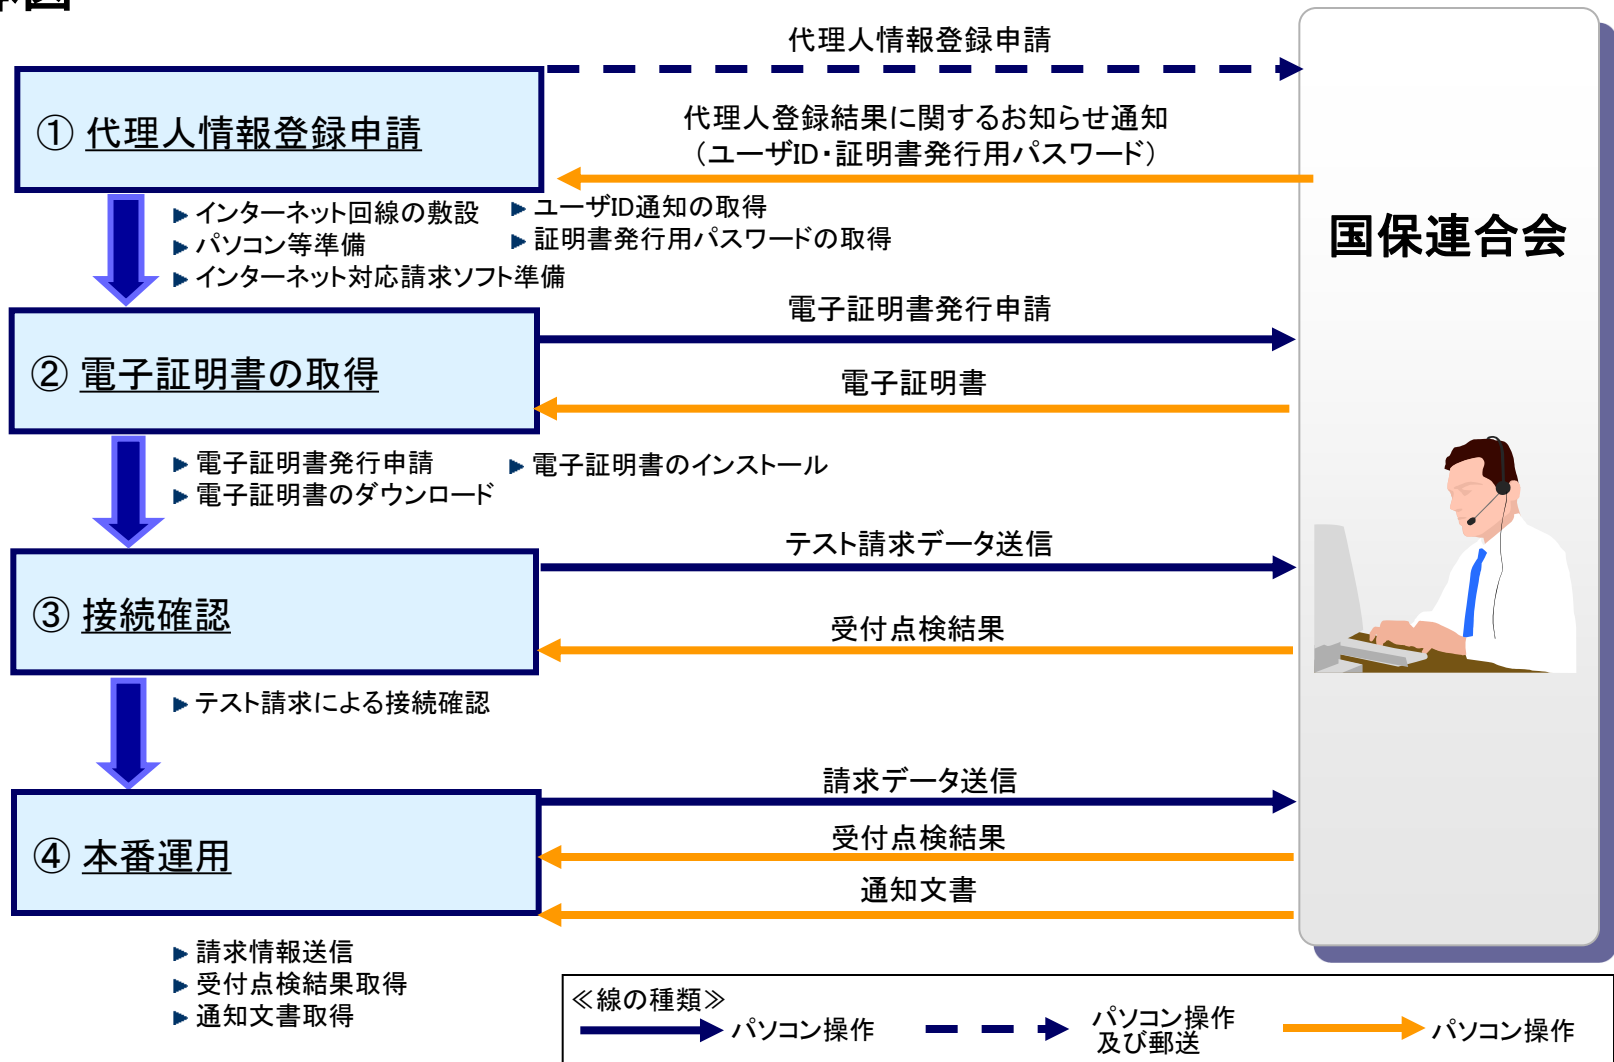 代理人情報登録申請
① 代理人情報登録申請
代理人登録結果に関するお知らせ通知
（ユーザID・証明書発行用パスワード）
インターネット回線の敷設
パソコン等準備
インターネット対応請求ソフト準備
ユーザID通知の取得
証明書発行用パスワードの取得
国保連合会
電子証明書発行申請
② 電子証明書の取得
電子証明書
電子証明書発行申請
電子証明書のダウンロード
電子証明書のインストール
テスト請求データ送信
③ 接続確認
受付点検結果
テスト請求による接続確認
請求データ送信
④ 本番運用
受付点検結果
通知文書
請求情報送信
受付点検結果取得
通知文書取得
≪線の種類≫
パソコン操作
パソコン操作
及び郵送
パソコン操作